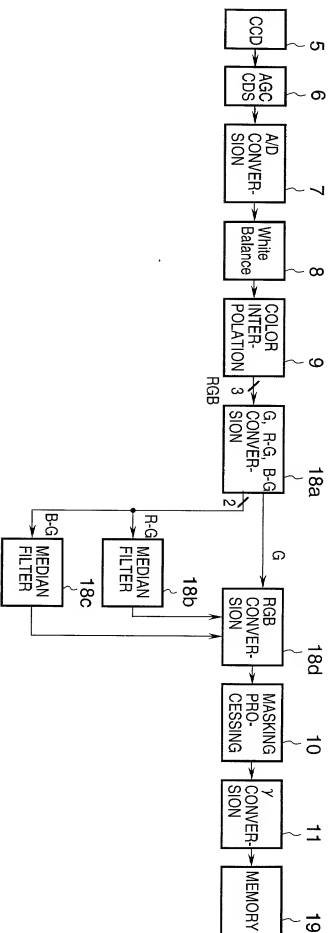 5
CCD
6
AGC
CDS
7
A/D
CONVER-
SION
8
White
Balance
9
COLOR
INTER-
POLATION
3
RGB
18a
G, R-G, B-G
CONVER-
SION
2
G
R-G
B-G
18b
MEDIAN
FILTER
18c
MEDIAN
FILTER
18d
RGB
CONVER-
SION
10
MASKING
PRO-
CESSING
11
γ
CONVER-
SION
19
MEMORY